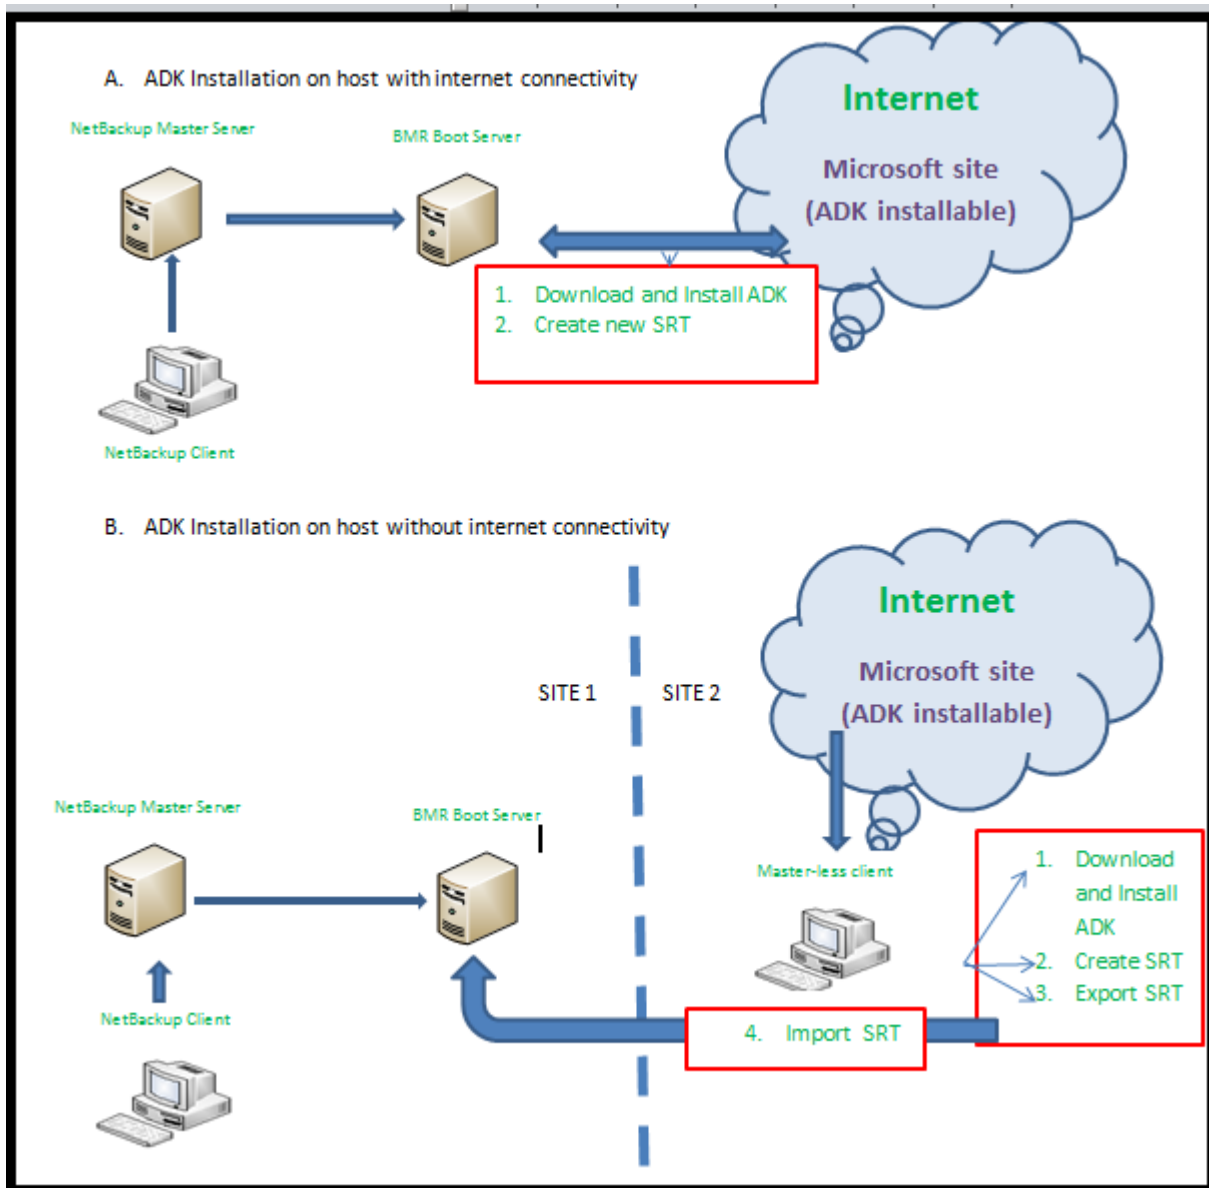 A. ADK Installation on host with internet connectivity
NetBackup Master Server
BMR Boot Server
Internet
Microsoft site
(ADK installable)
1. Download and Install ADK
2. Create new SRT
NetBackup Client
B. ADK Installation on host without internet connectivity
Internet
Microsoft site
(ADK installable)
SITE 1
SITE 2
NetBackup Master Server
BMR Boot Server
Master-less client
1. Download
and Install
ADK
2. Create SRT
3. Export SRT
NetBackup Client
4. Import SRT